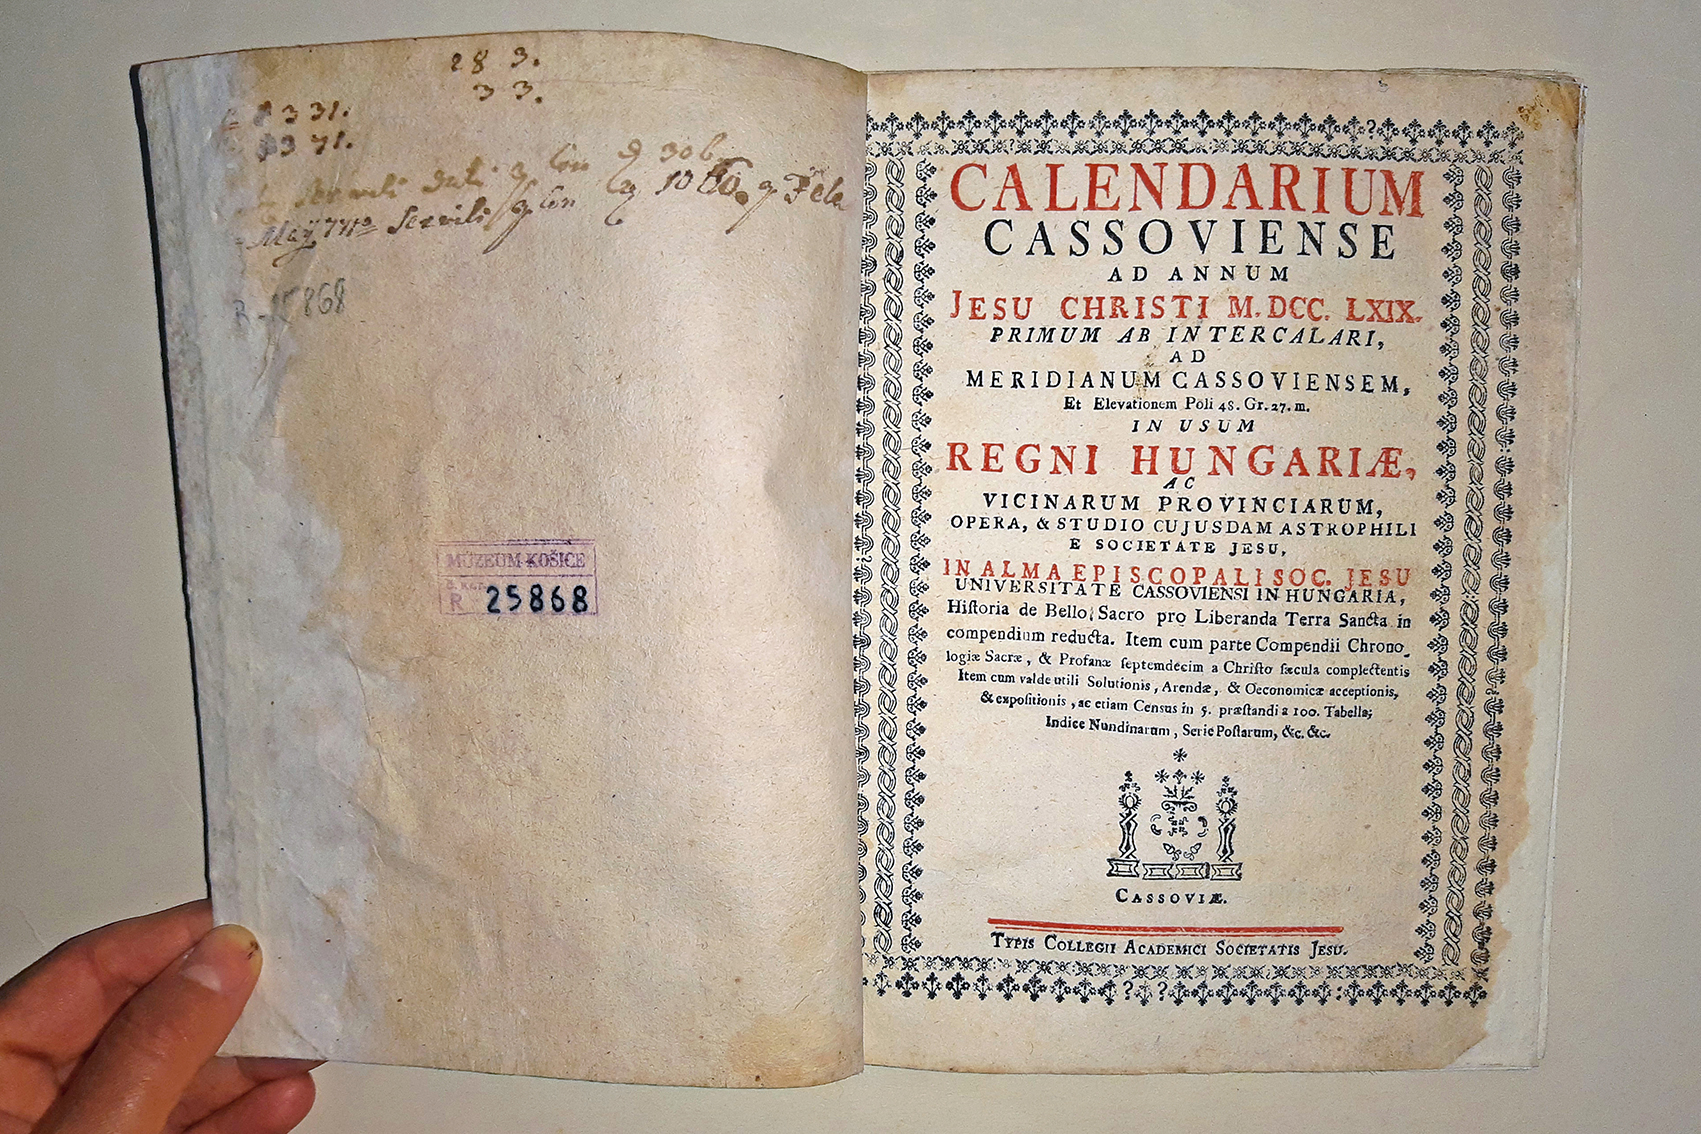 28 3.
3 3.
331.
371.
306
R-25868
MÚZEUM KOŠICE
R 25868
CALENDARIUM
CASSOVIENSE
AD ANNUM
JESU CHRISTI M.DCC.LXIX.
PRIMUM AB INTERCALARI,
AD
MERIDIANUM CASSOVIENSEM,
Et Elevationem Poli 48. Gr. 27. m.
IN USUM
REGNI HUNGARIÆ,
AC
VICINARUM PROVINCIARUM,
OPERA, & STUDIO CUJUSDAM ASTROPHILI
E SOCIETATE JESU,
IN ALMA EPISCOPALI SOC. JESU
UNIVERSITATE CASSOVIENSI IN HUNGARIA,
Hiſtoria de Bello Sacro pro Liberanda Terra Sancta in
compendium reducta. Item cum parte Compendii Chrono_
logiæ Sacræ, & Profanæ ſeptemdecim a Chriſto ſæcula complectentis
Item cum valde utili Solutionis, Arendæ, & Oeconomicæ acceptionis,
& expoſitionis, ac etiam Census in 5. præſtandi a 100. Tabella;
Indice Nundinarum, Serie Poſtarum, &c. &c.
CASSOVIÆ.
TYPIS COLLEGII ACADEMICI SOCIETATIS JESU.